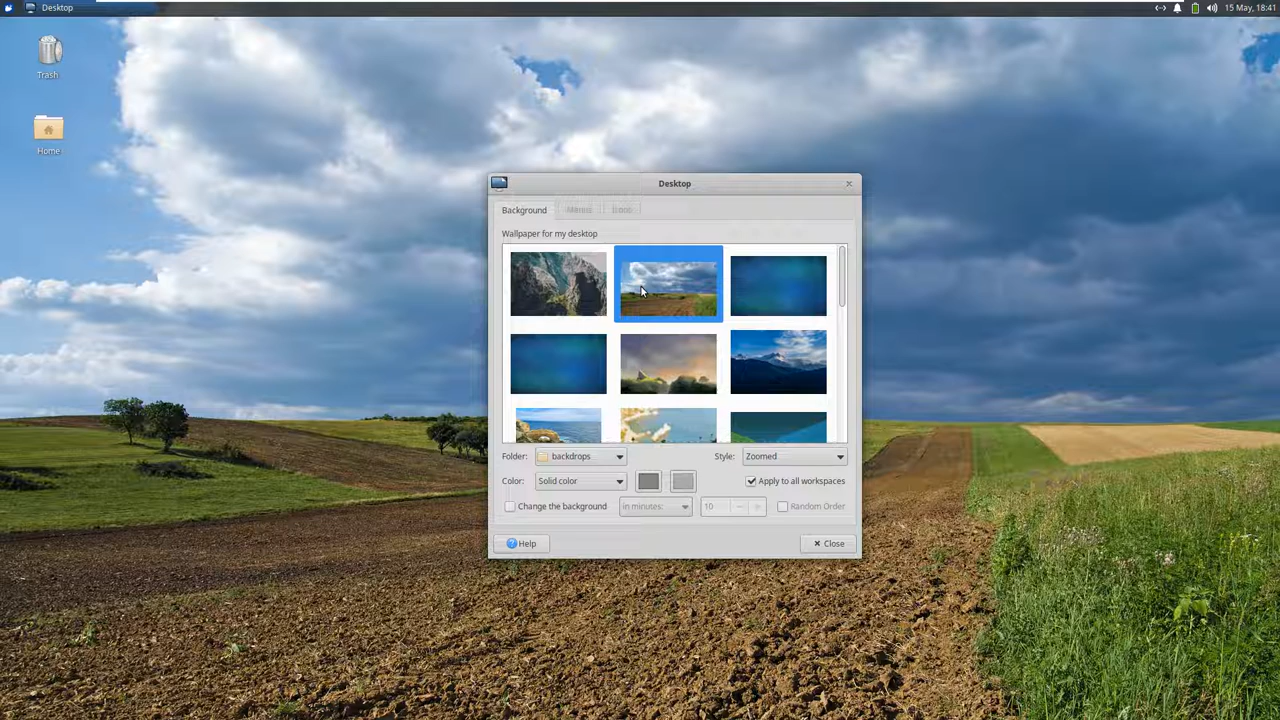 Desktop
15 May, 18:41
Trash
Home
Desktop
Background Menus Icons
Wallpaper for my desktop
Folder: backdrops Style: Zoomed
Color: Solid color Apply to all workspaces
Change the background in minutes: 10 Random Order
Help Close